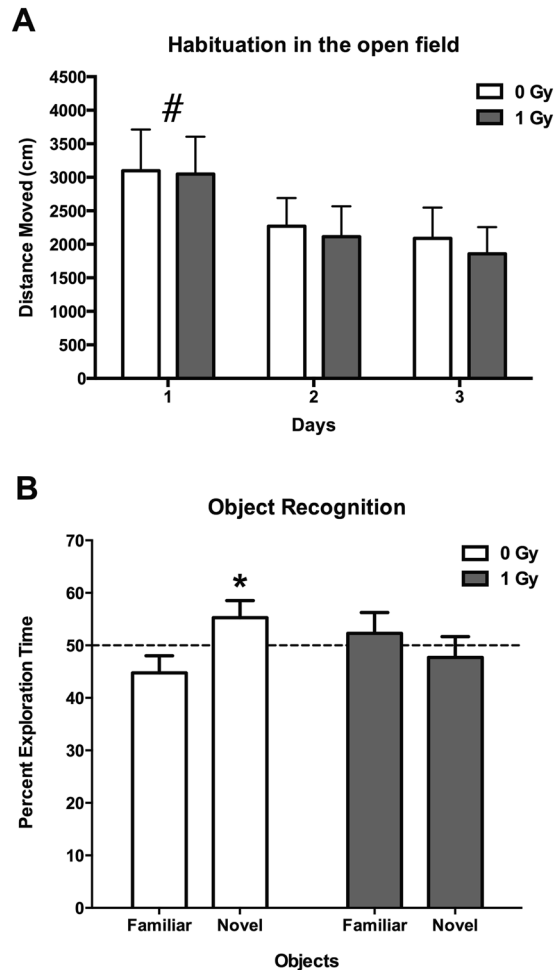 A
Habituation in the open field
0 Gy
1 Gy
#
Distance Moved (cm)
4500
4000
3500
3000
2500
2000
1500
1000
500
0
1 2 3
Days
B
Object Recognition
0 Gy
1 Gy
*
Percent Exploration Time
70
60
50
40
30
20
10
0
Familiar Novel Familiar Novel
Objects